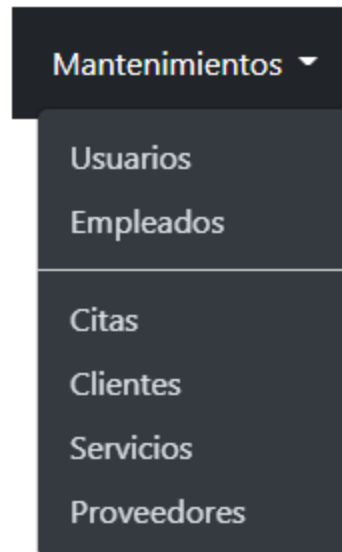 Mantenimientos
Usuarios
Empleados
Citas
Clientes
Servicios
Proveedores